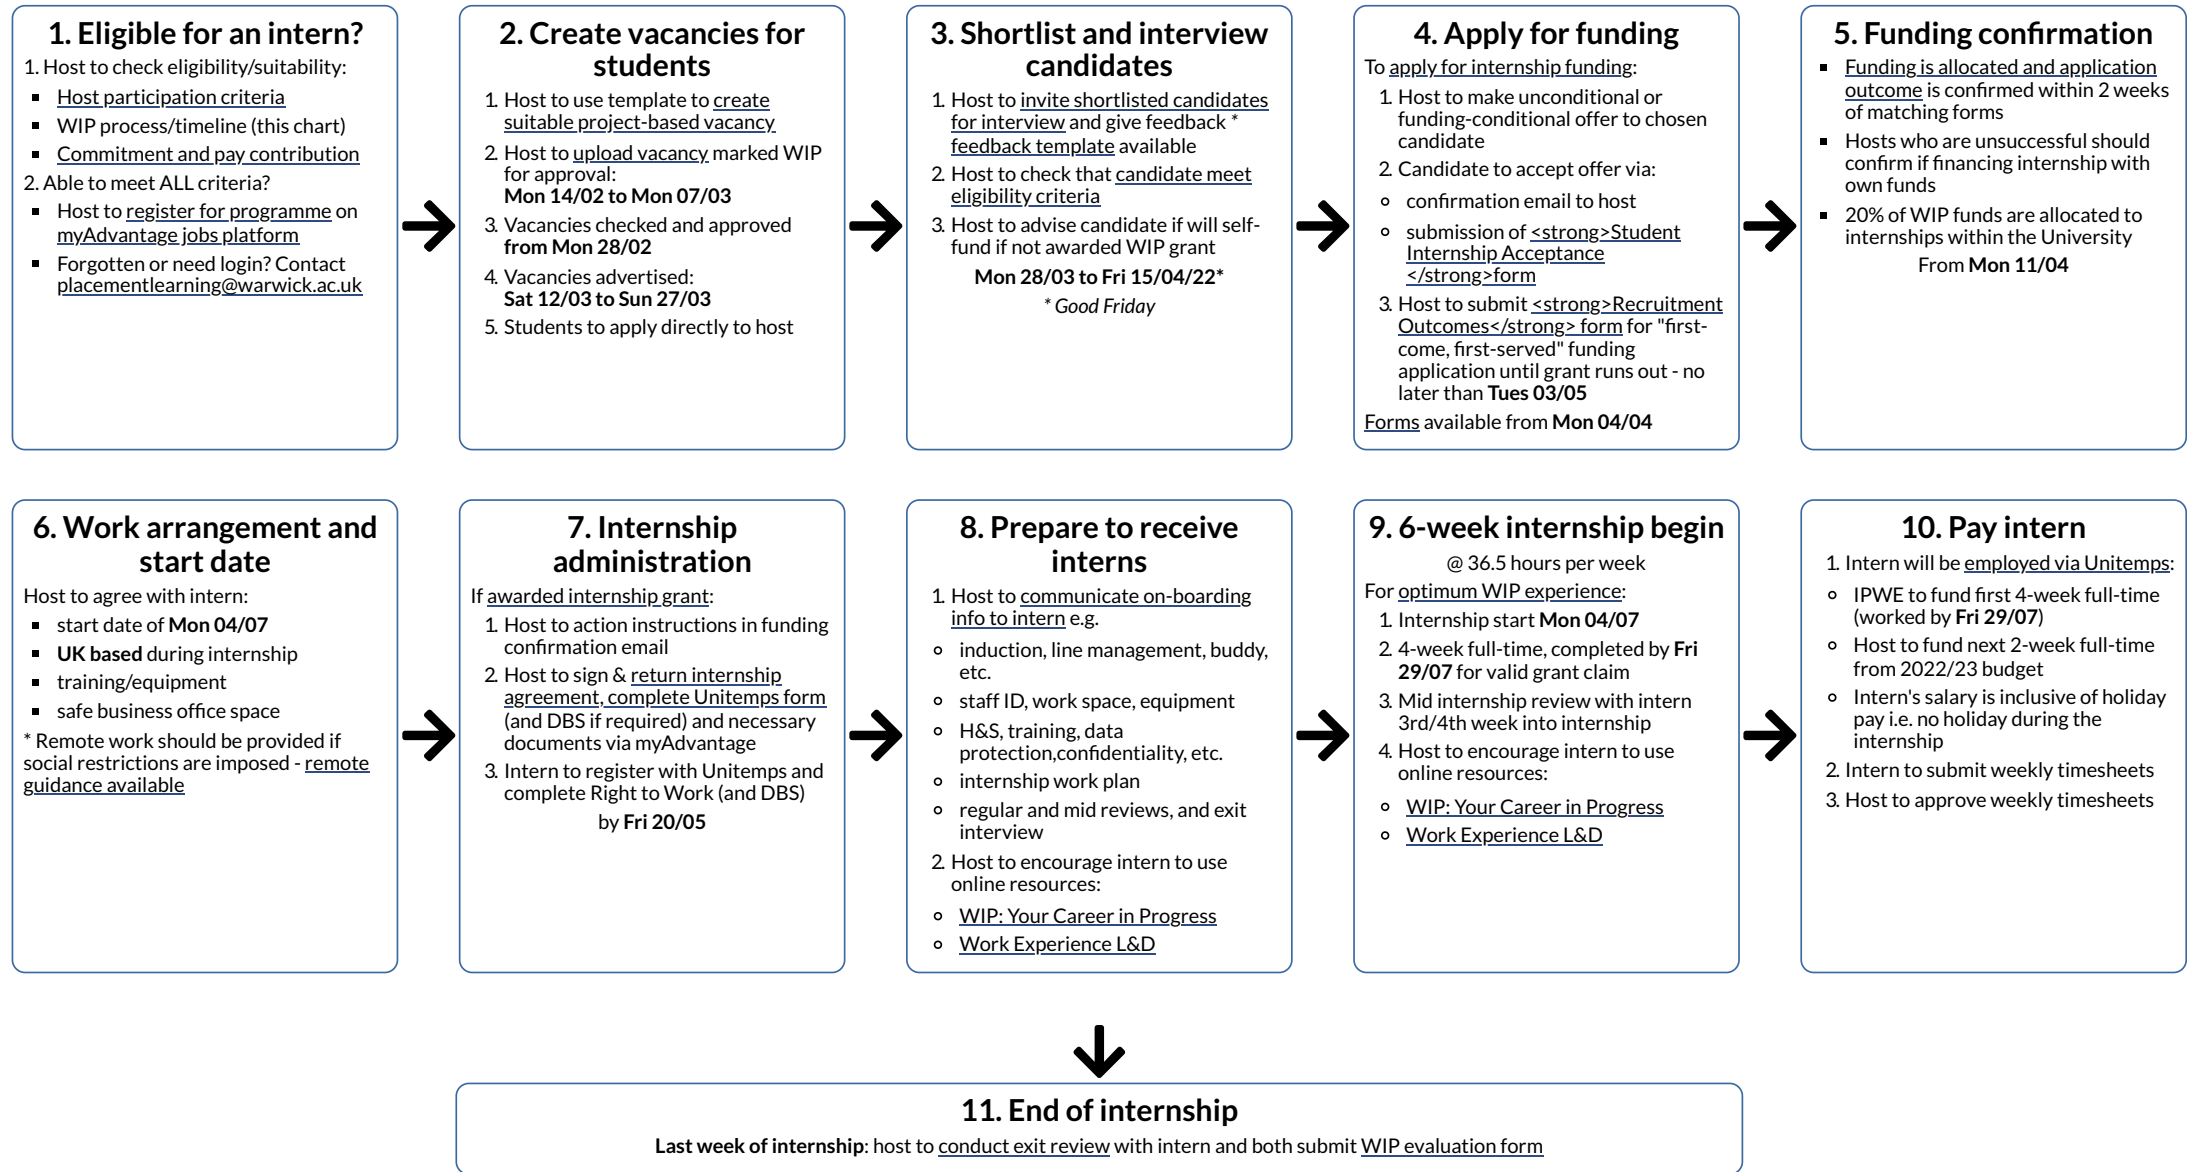 1. Eligible for an intern?
1. Host to check eligibility/suitability:
▪ Host participation criteria
▪ WIP process/timeline (this chart)
▪ Commitment and pay contribution
2. Able to meet ALL criteria?
▪ Host to register for programme on
myAdvantage jobs platform
▪ Forgotten or need login? Contact
placementlearning@warwick.ac.uk
2. Create vacancies for
students
1. Host to use template to create
suitable project-based vacancy
2. Host to upload vacancy marked WIP
for approval:
Mon 14/02 to Mon 07/03
3. Vacancies checked and approved
from Mon 28/02
4. Vacancies advertised:
Sat 12/03 to Sun 27/03
5. Students to apply directly to host
3. Shortlist and interview
candidates
1. Host to invite shortlisted candidates
for interview and give feedback *
feedback template available
2. Host to check that candidate meet
eligibility criteria
3. Host to advise candidate if will self-
fund if not awarded WIP grant
Mon 28/03 to Fri 15/04/22*
* Good Friday
4. Apply for funding
To apply for internship funding:
1. Host to make unconditional or
funding-conditional offer to chosen
candidate
2. Candidate to accept offer via:
confirmation email to host
submission of <strong>Student
Internship Acceptance
</strong>form
3. Host to submit <strong>Recruitment
Outcomes</strong> form for "first-
come, first-served" funding
application until grant runs out - no
later than Tues 03/05
Forms available from Mon 04/04
5. Funding confirmation
▪ Funding is allocated and application
outcome is confirmed within 2 weeks
of matching forms
▪ Hosts who are unsuccessful should
confirm if financing internship with
own funds
▪ 20% of WIP funds are allocated to
internships within the University
From Mon 11/04
6. Work arrangement and
start date
Host to agree with intern:
▪ start date of Mon 04/07
▪ UK based during internship
▪ training/equipment
▪ safe business office space
* Remote work should be provided if
social restrictions are imposed - remote
guidance available
7. Internship
administration
If awarded internship grant:
1. Host to action instructions in funding
confirmation email
2. Host to sign & return internship
agreement, complete Unitemps form
(and DBS if required) and necessary
documents via myAdvantage
3. Intern to register with Unitemps and
complete Right to Work (and DBS)
by Fri 20/05
8. Prepare to receive
interns
1. Host to communicate on-boarding
info to intern e.g.
induction, line management, buddy,
etc.
staff ID, work space, equipment
H&S, training, data
protection,confidentiality, etc.
internship work plan
regular and mid reviews, and exit
interview
2. Host to encourage intern to use
online resources:
WIP: Your Career in Progress
Work Experience L&D
9. 6-week internship begin
@ 36.5 hours per week
For optimum WIP experience:
1. Internship start Mon 04/07
2. 4-week full-time, completed by Fri
29/07 for valid grant claim
3. Mid internship review with intern
3rd/4th week into internship
4. Host to encourage intern to use
online resources:
WIP: Your Career in Progress
Work Experience L&D
10. Pay intern
1. Intern will be employed via Unitemps:
IPWE to fund first 4-week full-time
(worked by Fri 29/07)
Host to fund next 2-week full-time
from 2022/23 budget
Intern's salary is inclusive of holiday
pay i.e. no holiday during the
internship
2. Intern to submit weekly timesheets
3. Host to approve weekly timesheets
11. End of internship
Last week of internship: host to conduct exit review with intern and both submit WIP evaluation form